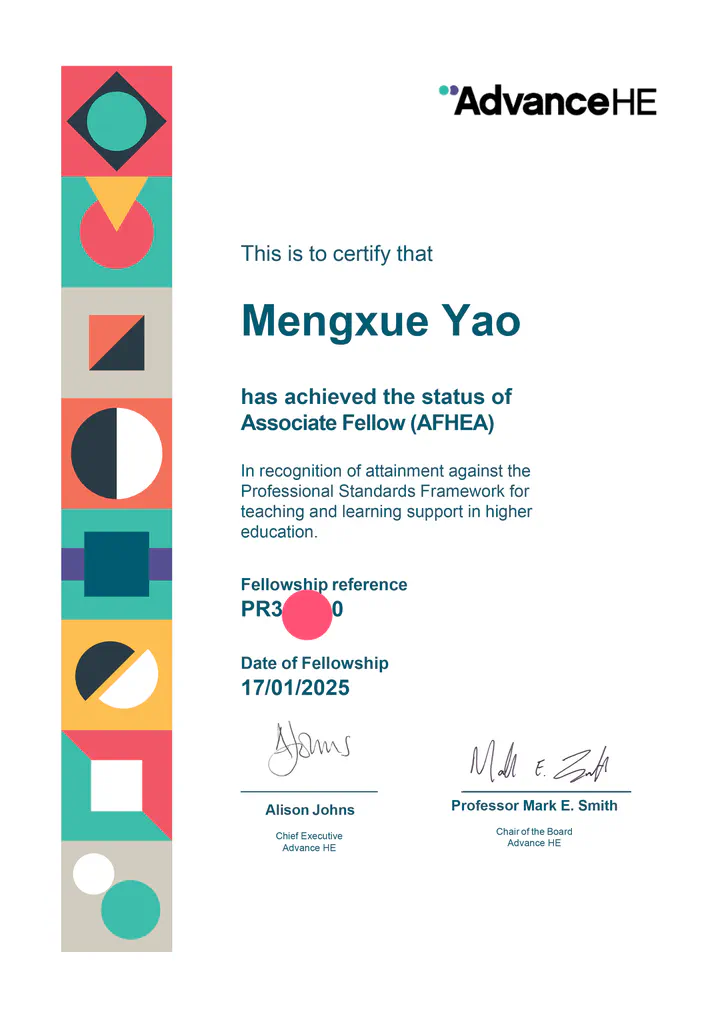 AdvanceHE
This is to certify that
Mengxue Yao
has achieved the status of
Associate Fellow (AFHEA)
In recognition of attainment against the
Professional Standards Framework for
teaching and learning support in higher
education.
Fellowship reference
PR3 0
Date of Fellowship
17/01/2025
AJohns
Mark E. Smith
Alison Johns
Professor Mark E. Smith
Chief Executive
Advance HE
Chair of the Board
Advance HE